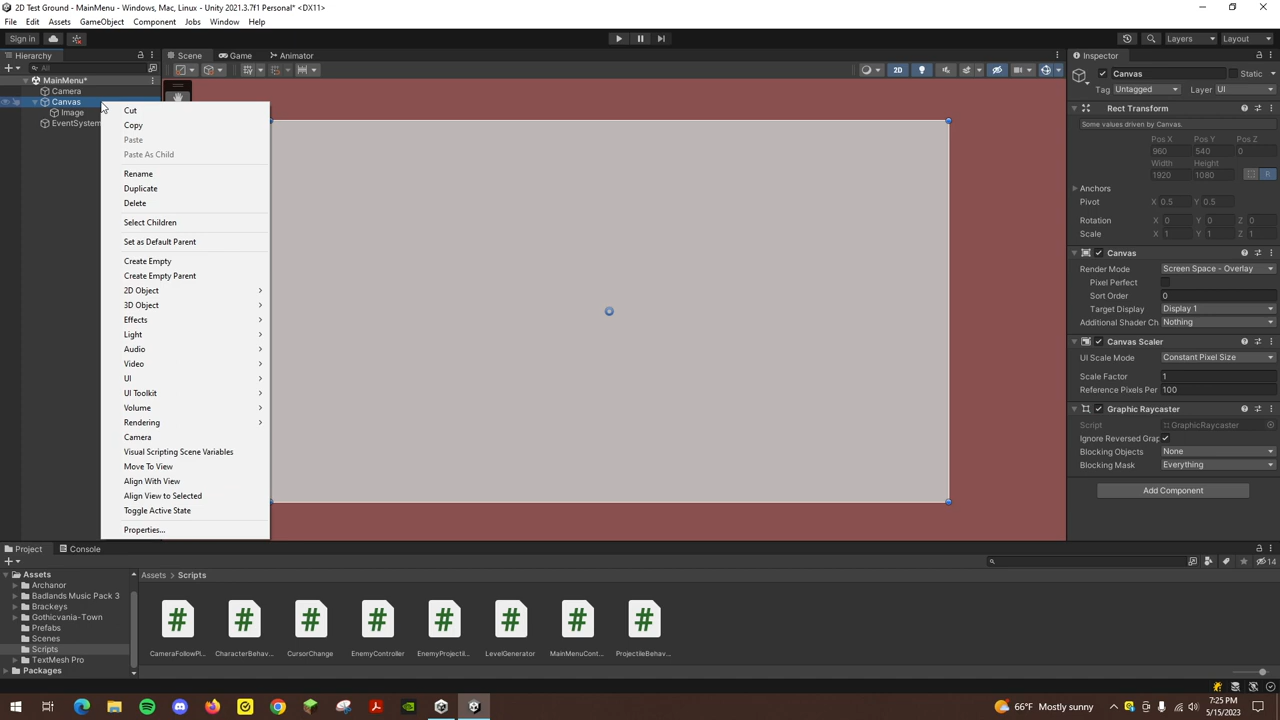 2D Test Ground - MainMenu - Windows, Mac, Linux - Unity 2021.3.7f1 Personal* <DX11>
File Edit Assets GameObject Component Jobs Window Help
Sign in Layers Layout
Hierarchy Scene Game Animator Inspector
All
MainMenu*
Camera
Canvas
Image
EventSystem
Cut
Copy
Paste
Paste As Child
Rename
Duplicate
Delete
Select Children
Set as Default Parent
Create Empty
Create Empty Parent
2D Object
3D Object
Effects
Light
Audio
Video
UI
UI Toolkit
Volume
Rendering
Camera
Visual Scripting Scene Variables
Move To View
Align With View
Align View to Selected
Toggle Active State
Properties...
2D
Canvas Static
Tag Untagged Layer UI
Rect Transform
Some values driven by Canvas.
Pos X Pos Y Pos Z
960 540 0
Width Height
1920 1080 R
Anchors
Pivot X 0.5 Y 0.5
Rotation X 0 Y 0 Z 0
Scale X 1 Y 1 Z 1
Canvas
Render Mode Screen Space - Overlay
Pixel Perfect
Sort Order 0
Target Display Display 1
Additional Shader Ch Nothing
Canvas Scaler
UI Scale Mode Constant Pixel Size
Scale Factor 1
Reference Pixels Per 100
Graphic Raycaster
Script GraphicRaycaster
Ignore Reversed Grap
Blocking Objects None
Blocking Mask Everything
Add Component
Project Console
14
Assets
Archanor
Badlands Music Pack 3
Brackeys
Gothicvania-Town
Prefabs
Scenes
Scripts
TextMesh Pro
Packages
Assets > Scripts
# # # # # # # #
CameraFollowPl... CharacterBehav... CursorChange EnemyController EnemyProjectil... LevelGenerator MainMenuCont... ProjectileBehav...
66°F Mostly sunny
7:25 PM
5/15/2023